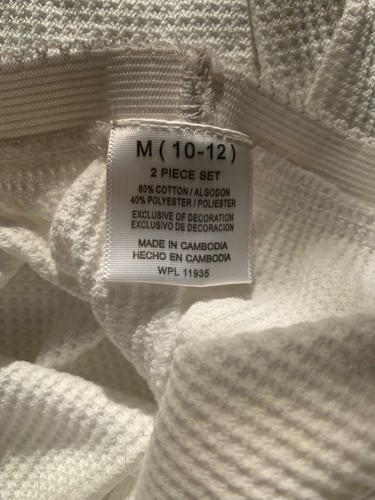 M ( 10-12 )
2 PIECE SET
60% COTTON / ALGODON
40% POLYESTER / POLIESTER
EXCLUSIVE OF DECORATION
EXCLUSIVO DE DECORACION
MADE IN CAMBODIA
HECHO EN CAMBODIA
WPL 11935